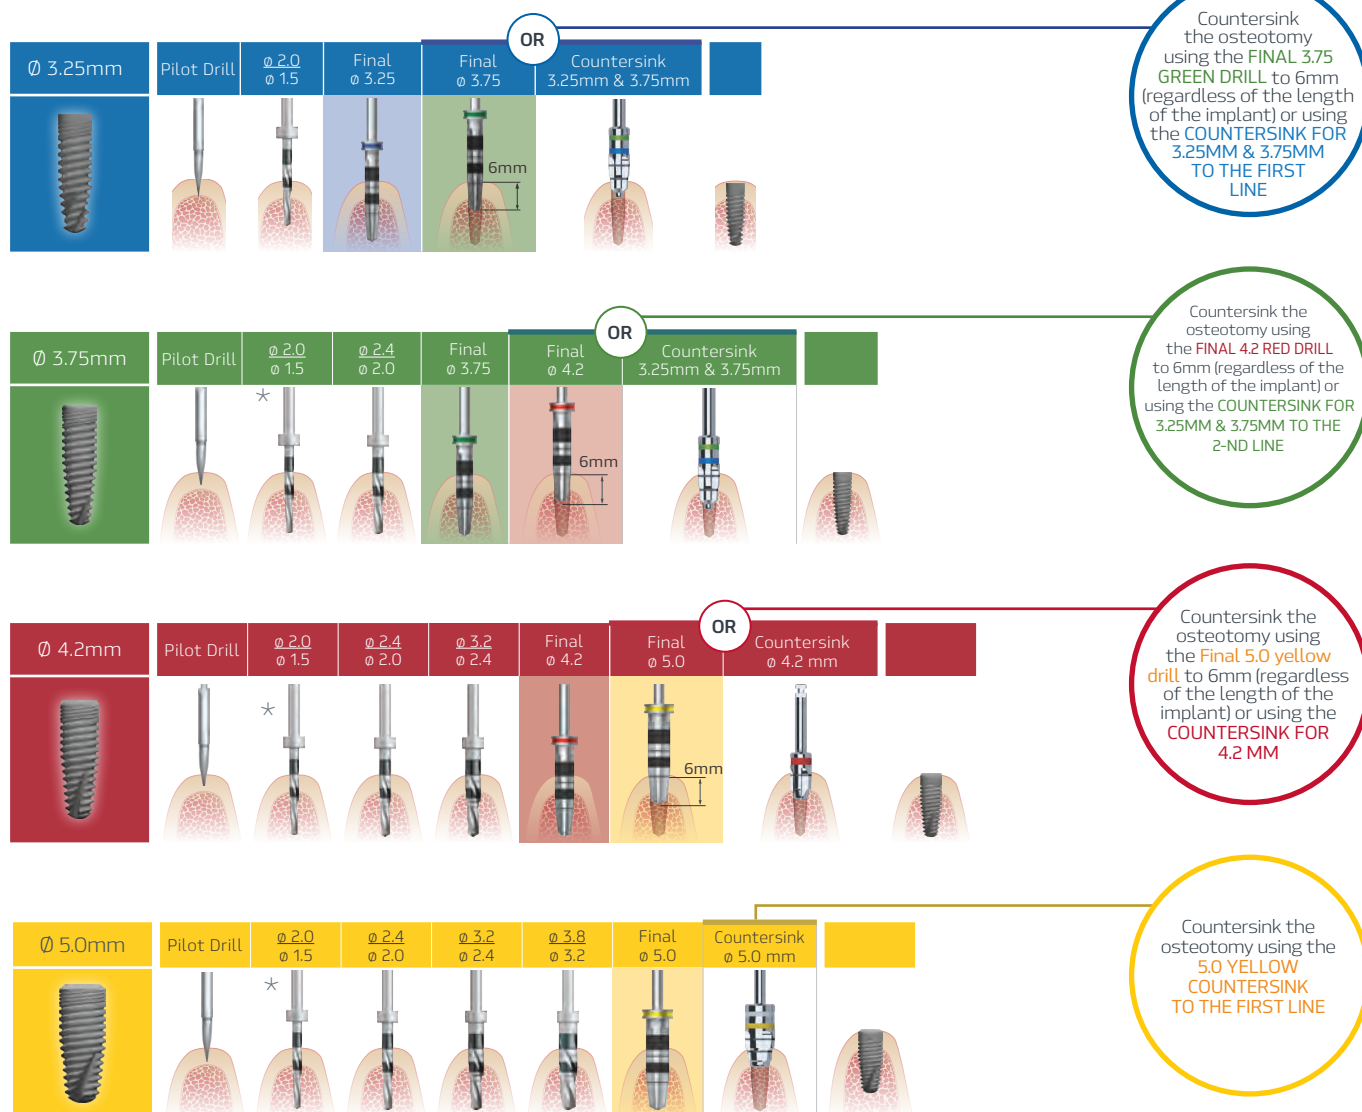 OR
Ø 3.25mm
Pilot Drill
ø 2.0
ø 1.5
Final
ø 3.25
Final
ø 3.75
Countersink
3.25mm & 3.75mm
6mm
Countersink
the osteotomy
using the FINAL 3.75
GREEN DRILL to 6mm
(regardless of the length
of the implant) or using
the COUNTERSINK FOR
3.25MM & 3.75MM
TO THE FIRST
LINE
OR
Ø 3.75mm
Pilot Drill
ø 2.0
ø 1.5
ø 2.4
ø 2.0
Final
ø 3.75
Final
ø 4.2
Countersink
3.25mm & 3.75mm
*
6mm
Countersink the
osteotomy using
the FINAL 4.2 RED DRILL
to 6mm (regardless of the
length of the implant) or
using the COUNTERSINK FOR
3.25MM & 3.75MM TO THE
2-ND LINE
OR
Ø 4.2mm
Pilot Drill
ø 2.0
ø 1.5
ø 2.4
ø 2.0
ø 3.2
ø 2.4
Final
ø 4.2
Final
ø 5.0
Countersink
ø 4.2 mm
*
6mm
Countersink the
osteotomy using
the Final 5.0 yellow
drill to 6mm (regardless
of the length of the
implant) or using the
COUNTERSINK FOR
4.2 MM
Ø 5.0mm
Pilot Drill
ø 2.0
ø 1.5
ø 2.4
ø 2.0
ø 3.2
ø 2.4
ø 3.8
ø 3.2
Final
ø 5.0
Countersink
ø 5.0 mm
*
Countersink the
osteotomy using the
5.0 YELLOW
COUNTERSINK
TO THE FIRST LINE